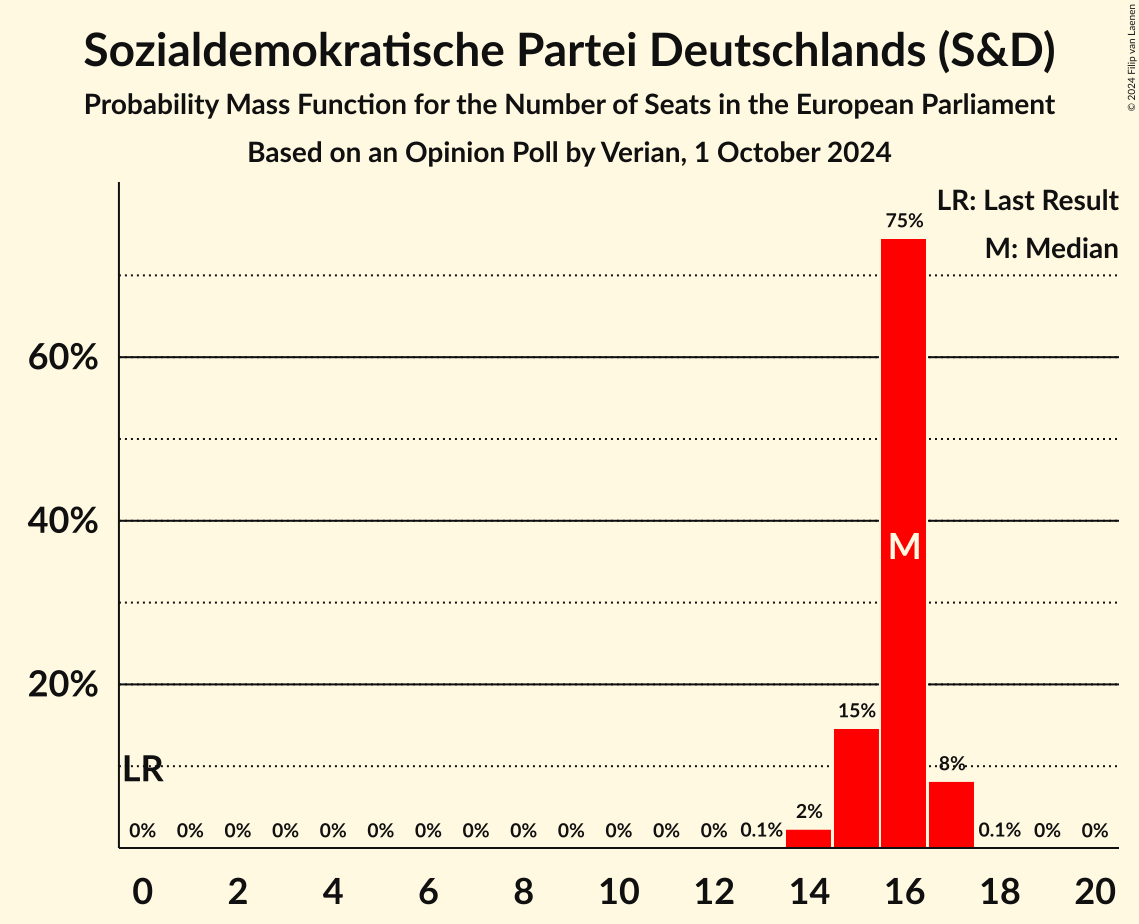 Sozialdemokratische Partei Deutschlands (S&D)
Probability Mass Function for the Number of Seats in the European Parliament
Based on an Opinion Poll by Verian, 1 October 2024
© 2024 Filip van Laenen
LR: Last Result
M: Median
75%
60%
40%
M
20%
15%
LR
8%
2%
0% 0% 0% 0% 0% 0% 0% 0% 0% 0% 0% 0% 0% 0.1% 0.1% 0% 0%
0 2 4 6 8 10 12 14 16 18 20